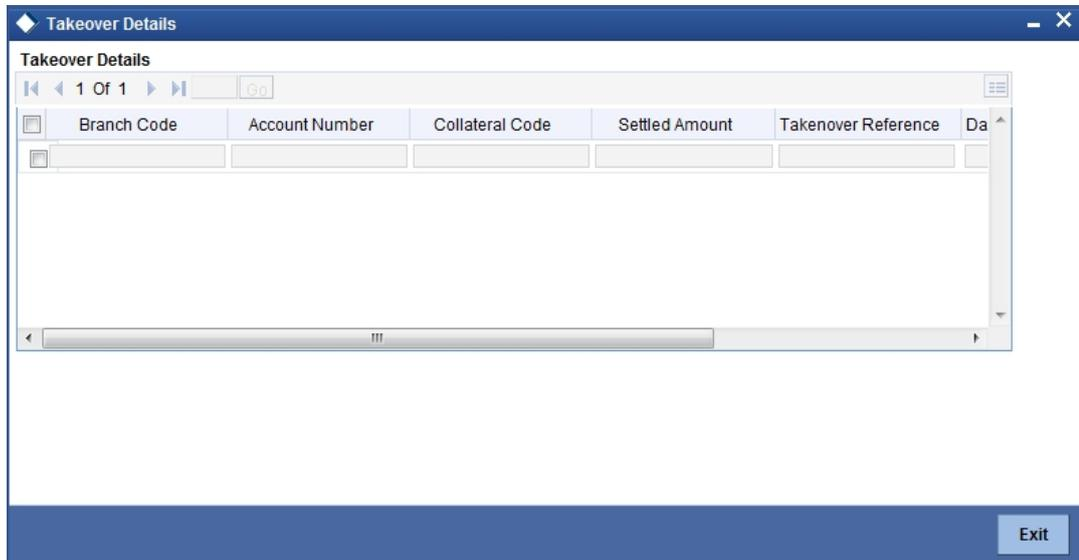 Takeover Details
Takeover Details
1 Of 1 Go
Branch Code Account Number Collateral Code Settled Amount Takenover Reference Da
Exit